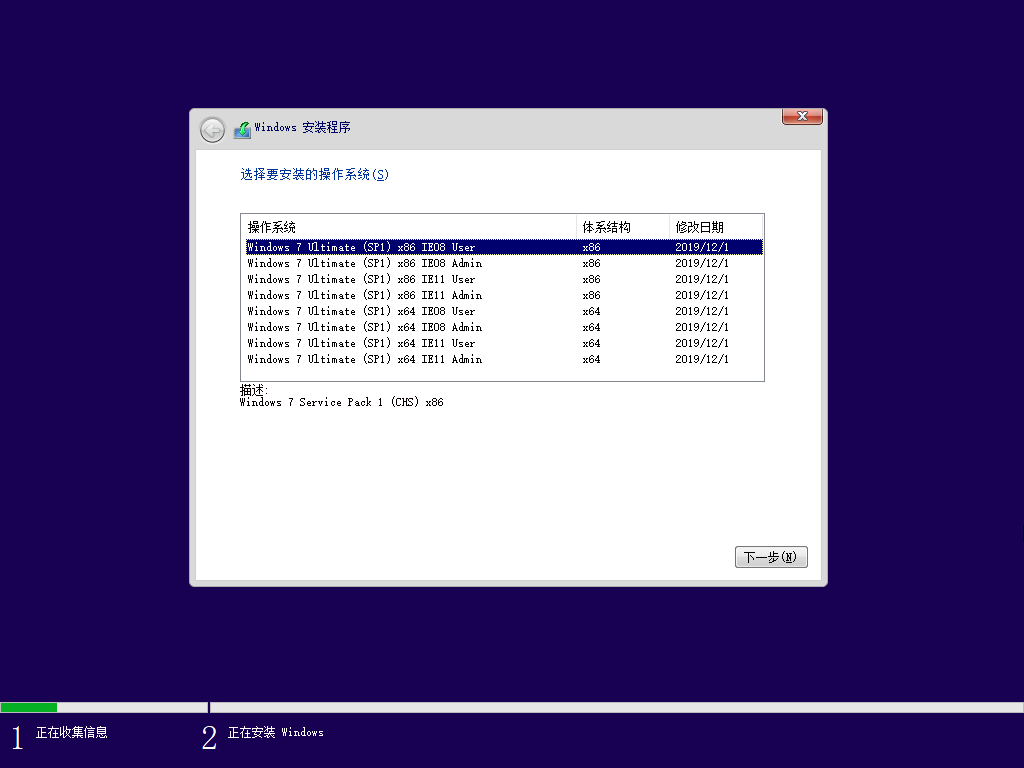 Windows 安装程序
选择要安装的操作系统(S)
操作系统 体系结构 修改日期
Windows 7 Ultimate (SP1) x86 IE08 User x86 2019/12/1
Windows 7 Ultimate (SP1) x86 IE08 Admin x86 2019/12/1
Windows 7 Ultimate (SP1) x86 IE11 User x86 2019/12/1
Windows 7 Ultimate (SP1) x86 IE11 Admin x86 2019/12/1
Windows 7 Ultimate (SP1) x64 IE08 User x64 2019/12/1
Windows 7 Ultimate (SP1) x64 IE08 Admin x64 2019/12/1
Windows 7 Ultimate (SP1) x64 IE11 User x64 2019/12/1
Windows 7 Ultimate (SP1) x64 IE11 Admin x64 2019/12/1
描述:
Windows 7 Service Pack 1 (CHS) x86
下一步(N)
1 正在收集信息 2 正在安装 Windows